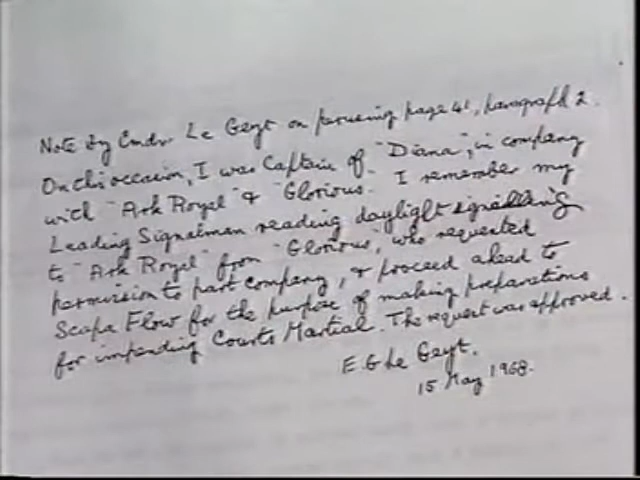 Note by Cmdr Le Geyt on perusing page 41, paragraph 2.
On this occasion, I was Captain of "Diana", in company
with "Ark Royal" & "Glorious". I remember my
Leading Signalman reading daylight signalling
to "Ark Royal" from "Glorious", who requested
permission to part company, & proceed ahead to
Scapa Flow for the purpose of making preparations
for impending Courts Martial. The request was approved.
E.G Le Geyt.
15 May 1968.